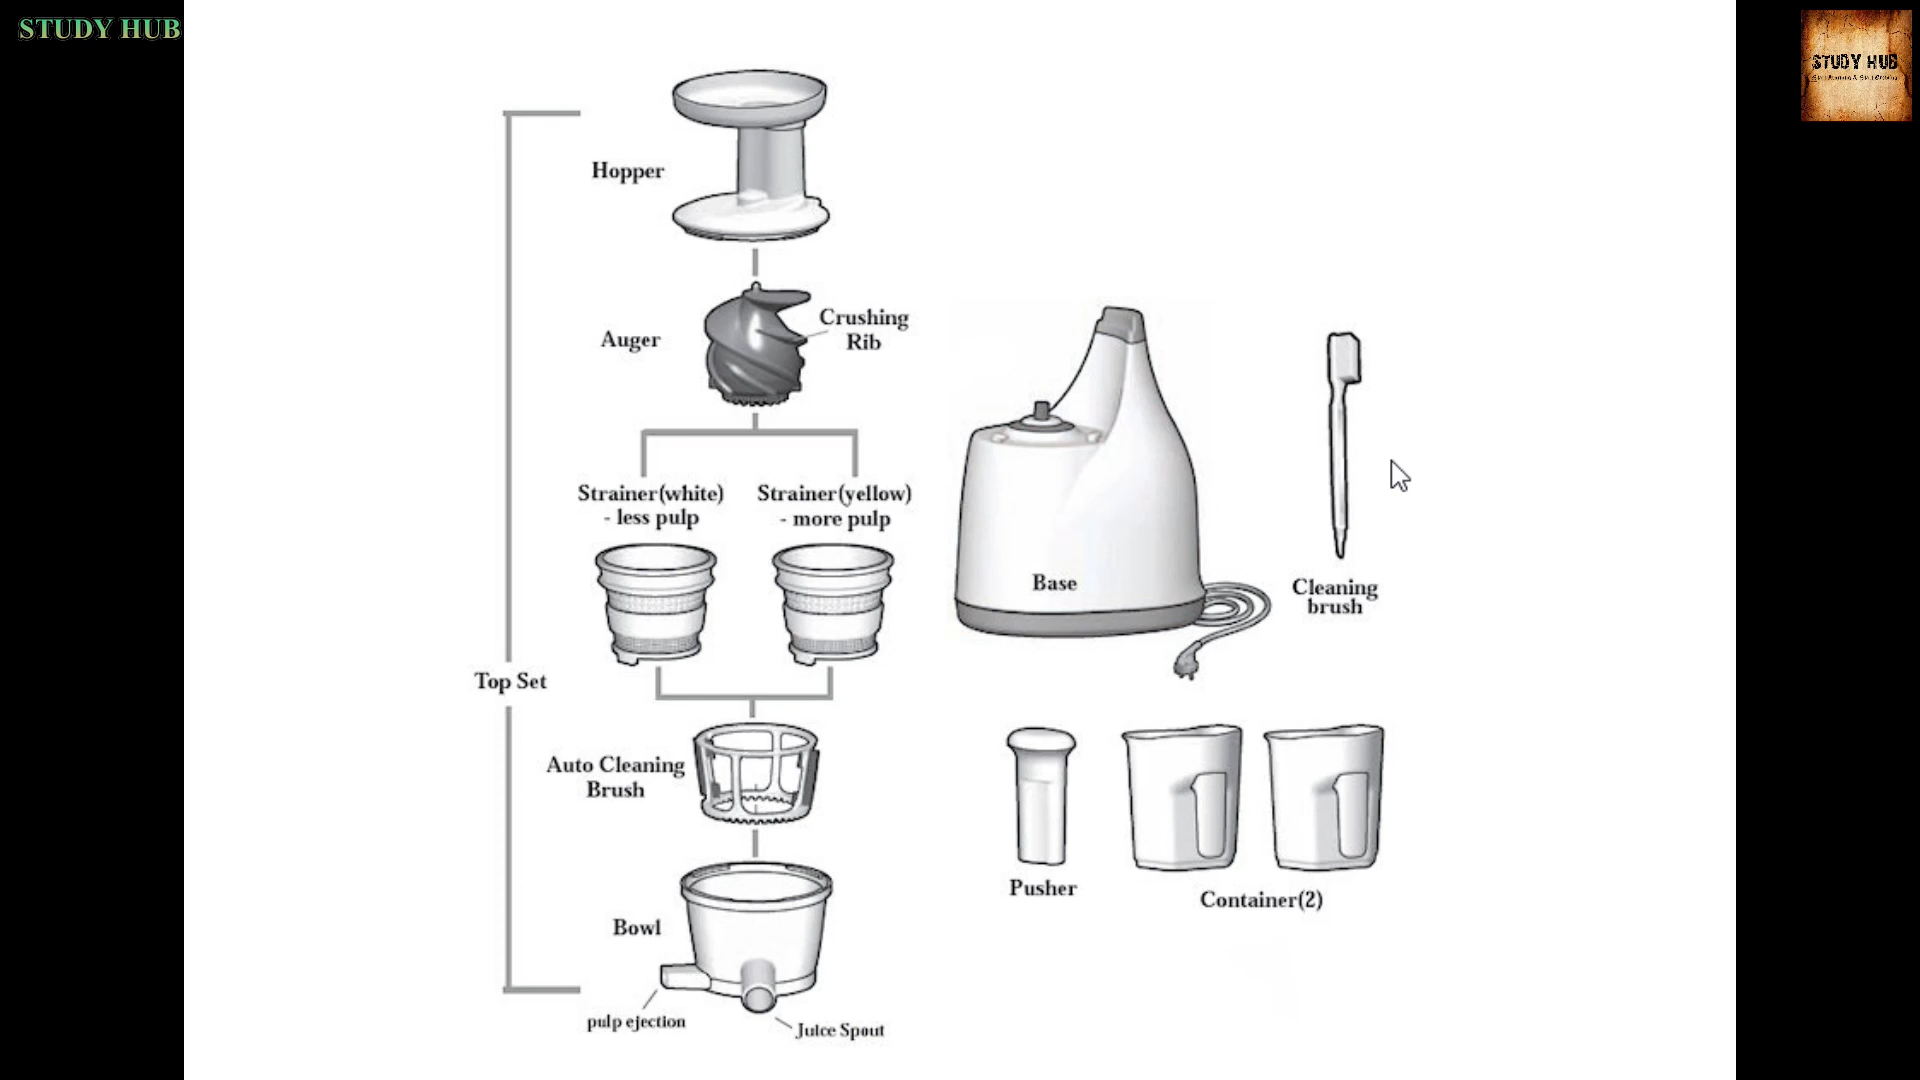 STUDY HUB
STUDY HUB
Hopper
Auger
Crushing
Rib
Strainer(white)
- less pulp
Strainer(yellow)
- more pulp
Base
Cleaning
brush
Top Set
Auto Cleaning
Brush
Bowl
pulp ejection
Juice Spout
Pusher
Container(2)